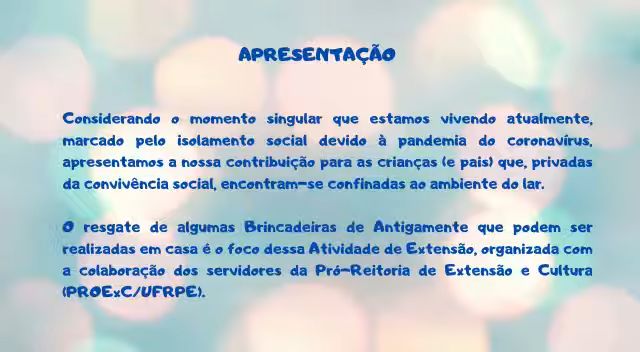 APRESENTAÇÃO
Considerando o momento singular que estamos vivendo atualmente,
marcado pelo isolamento social devido à pandemia do coronavírus,
apresentamos a nossa contribuição para as crianças (e pais) que, privadas
da convivência social, encontram-se confinadas ao ambiente do lar.
O resgate de algumas Brincadeiras de Antigamente que podem ser
realizadas em casa é o foco dessa Atividade de Extensão, organizada com
a colaboração dos servidores da Pró-Reitoria de Extensão e Cultura
(PROExC/UFRPE).